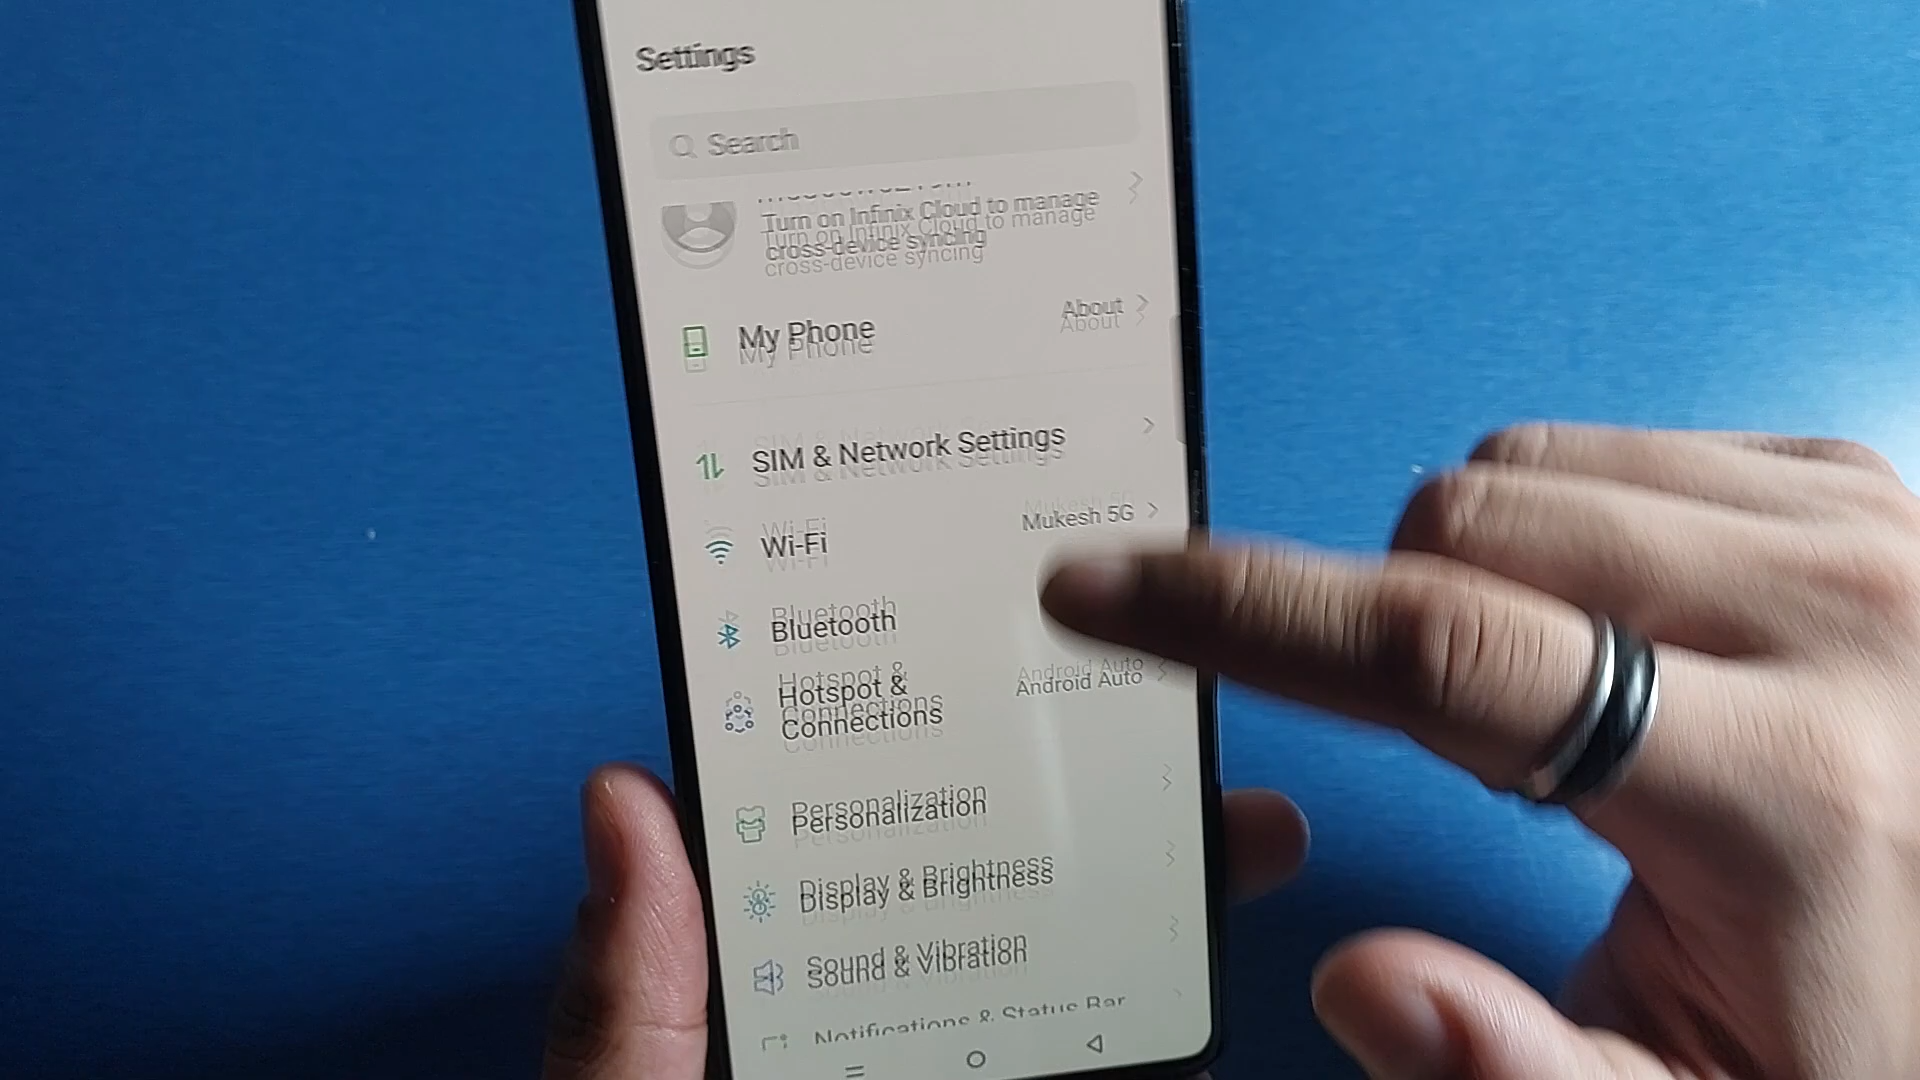 Settings
Search
Turn on Infinix Cloud to manage
cross-device syncing
My Phone
About
SIM & Network Settings
Wi-Fi
Mukesh 5G
Bluetooth
Hotspot &
Connections
Android Auto
Personalization
Display & Brightness
Sound & Vibration
Notifications & Status Bar